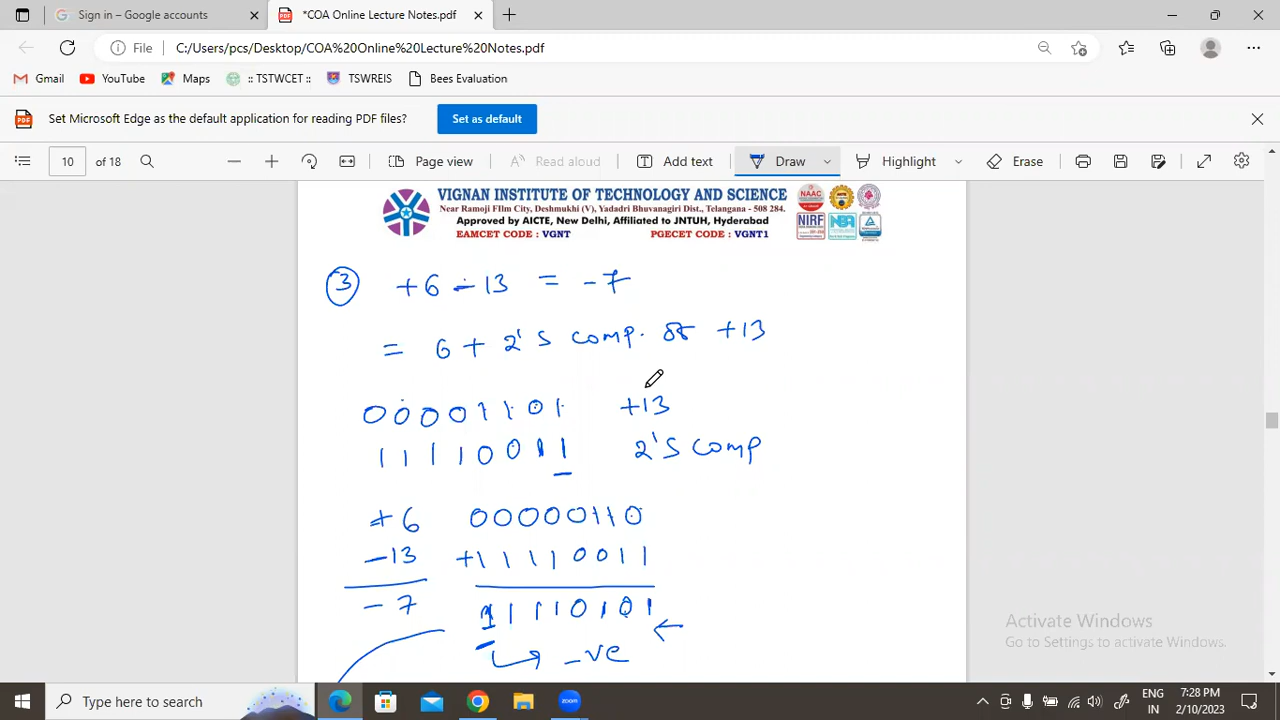 Sign in – Google accounts
*COA Online Lecture Notes.pdf
File
C:/Users/pcs/Desktop/COA%20Online%20Lecture%20Notes.pdf
Gmail YouTube Maps :: TSTWCET :: TSWREIS Bees Evaluation
Set Microsoft Edge as the default application for reading PDF files? Set as default
10 of 18 Page view Read aloud Add text Draw Highlight Erase
VIGNAN INSTITUTE OF TECHNOLOGY AND SCIENCE
Near Ramoji Film City, Deshmukhi (V), Yadadri Bhuvanagiri Dist., Telangana - 508 284.
Approved by AICTE, New Delhi, Affiliated to JNTUH, Hyderabad
EAMCET CODE : VGNT PGECET CODE : VGNT1
NAAC
NIRF NBA
3 +6 - 13 = -7
= 6 + 2's comp. of +13
00001101 +13
11110011 2's comp
+6 00000110
-13 +11110011
-7 11110101 ←
-ve
Activate Windows
Go to Settings to activate Windows.
Type here to search
zoom
ENG
IN
7:28 PM
2/10/2023